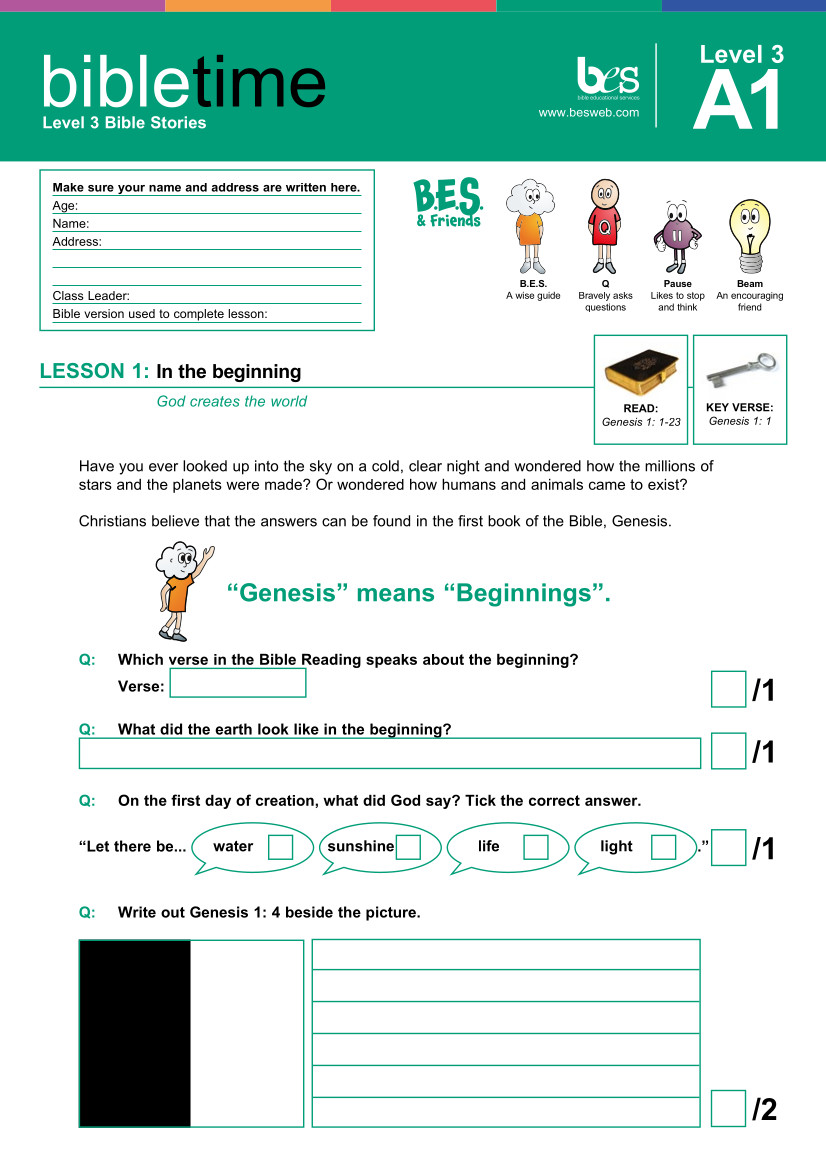 bibletime
Level 3 Bible Stories
bes
bible educational services
www.besweb.com
Level 3
A1
Make sure your name and address are written here.
Age:
Name:
Address:
Class Leader:
Bible version used to complete lesson:
B.E.S.
& Friends
Q
II
B.E.S.
A wise guide
Q
Bravely asks
questions
Pause
Likes to stop
and think
Beam
An encouraging
friend
LESSON 1: In the beginning
God creates the world
READ:
Genesis 1: 1-23
KEY VERSE:
Genesis 1: 1
Have you ever looked up into the sky on a cold, clear night and wondered how the millions of
stars and the planets were made? Or wondered how humans and animals came to exist?
Christians believe that the answers can be found in the first book of the Bible, Genesis.
“Genesis” means “Beginnings”.
Q: Which verse in the Bible Reading speaks about the beginning?
Verse:
/1
Q: What did the earth look like in the beginning?
/1
Q: On the first day of creation, what did God say? Tick the correct answer.
“Let there be... water sunshine life light .” /1
Q: Write out Genesis 1: 4 beside the picture.
/2